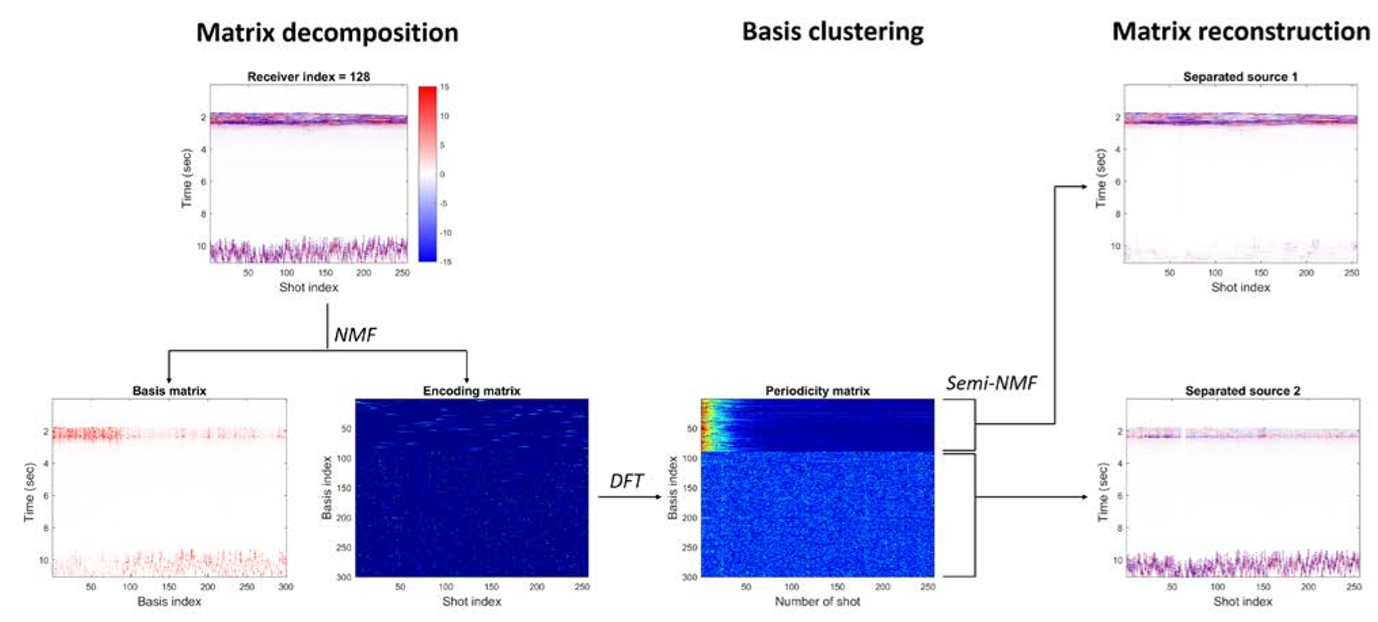 Matrix decomposition
Basis clustering
Matrix reconstruction
Receiver index = 128
15
10
5
0
-5
-10
-15
2
4
6
8
10
Time (sec)
50 100 150 200 250
Shot index
Separated source 1
2
4
6
8
10
Time (sec)
50 100 150 200 250
Shot index
NMF
Basis matrix
2
4
6
8
10
Time (sec)
50 100 150 200 250 300
Basis index
Encoding matrix
50
100
150
200
250
300
Basis index
50 100 150 200 250
Shot index
DFT
Periodicity matrix
50
100
150
200
250
300
Basis index
50 100 150 200 250
Number of shot
Semi-NMF
Separated source 2
2
4
6
8
10
Time (sec)
50 100 150 200 250
Shot index